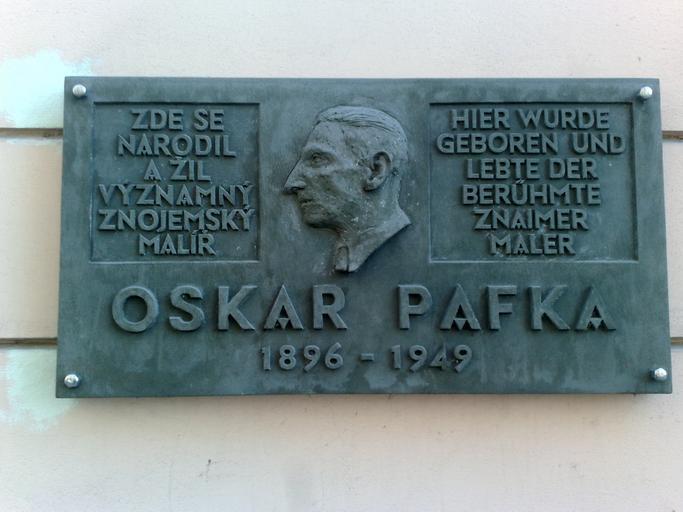 ZDE SE
NARODIL
A ŽIL
VÝZNAMNÝ
ZNOJEMSKÝ
MALÍŘ
HIER WURDE
GEBOREN UND
LEBTE DER
BERŰHMTE
ZNAIMER
MALER
OSKAR PAFKA
1896 - 1949